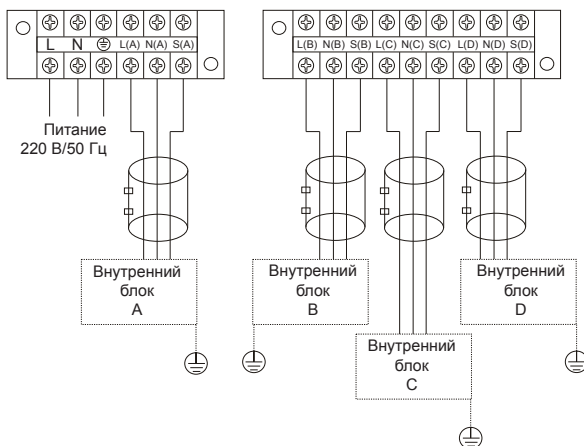 L N L(A) N(A) S(A)
L(B) N(B) S(B) L(C) N(C) S(C) L(D) N(D) S(D)
Питание
220 В/50 Гц
Внутренний
блок
A
Внутренний
блок
B
Внутренний
блок
C
Внутренний
блок
D